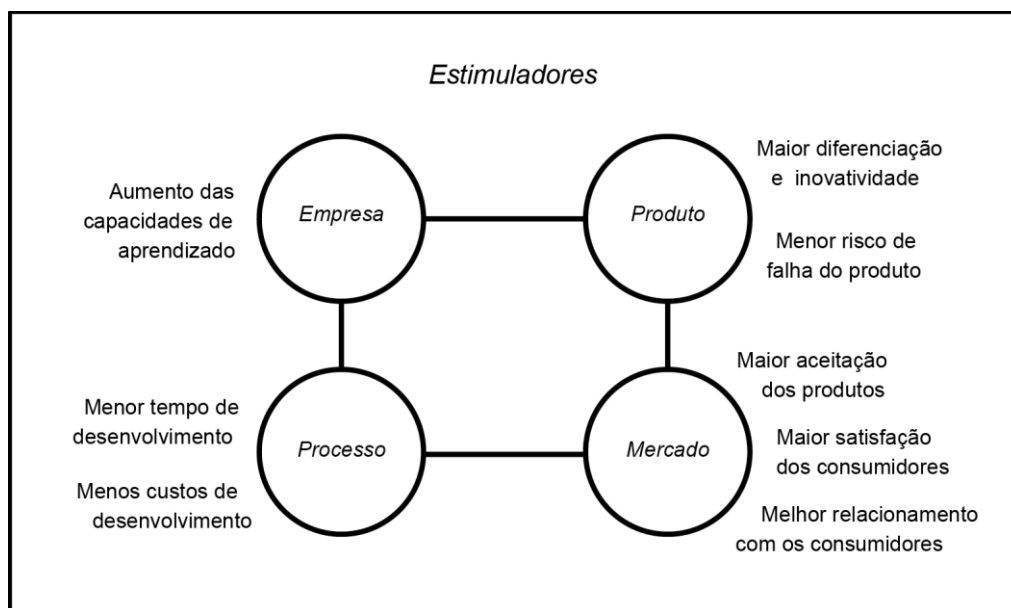 Estimuladores
Aumento das
capacidades de
aprendizado
Empresa
Produto
Maior diferenciação
e inovatividade
Menor risco de
falha do produto
Menor tempo de
desenvolvimento
Menos custos de
desenvolvimento
Processo
Mercado
Maior aceitação
dos produtos
Maior satisfação
dos consumidores
Melhor relacionamento
com os consumidores